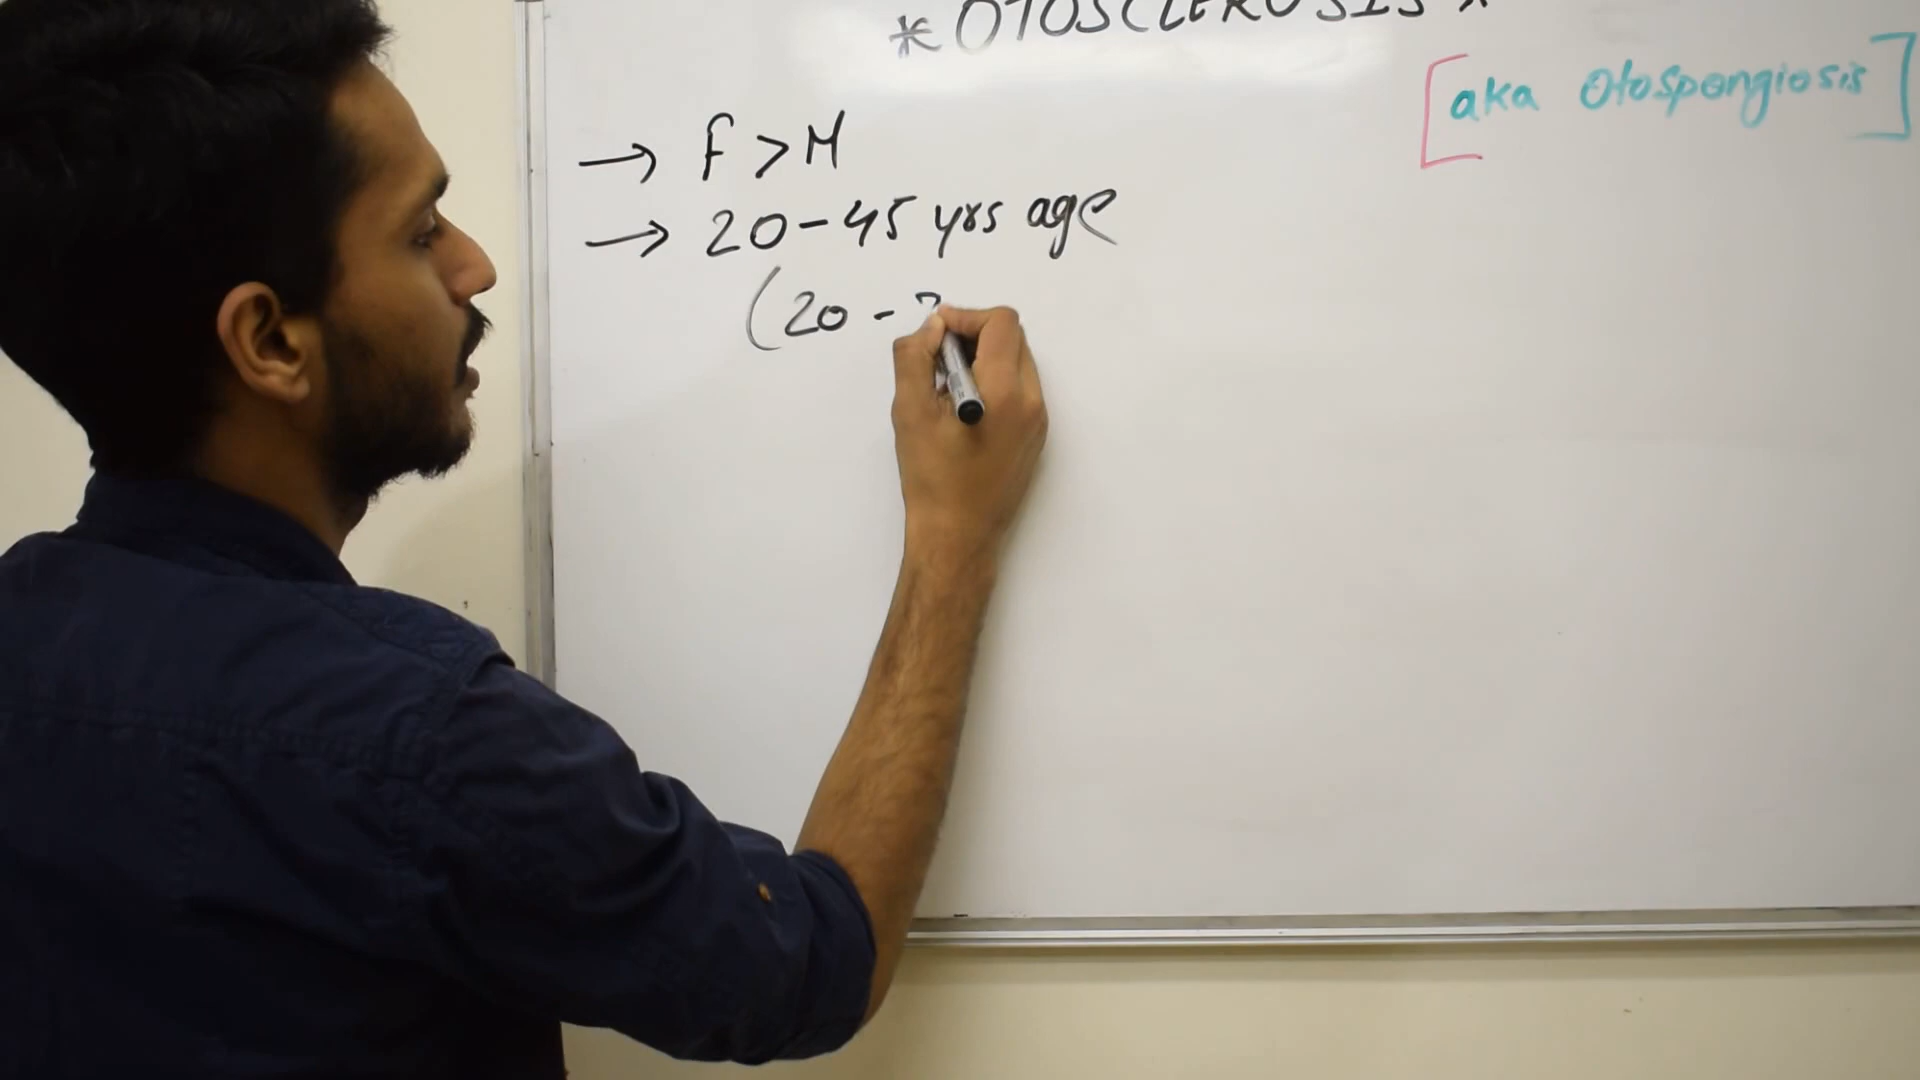 * OTOSCLEROSIS *
[aka Otospongiosis]
→ F > M
→ 20-45 yrs age
(20 -